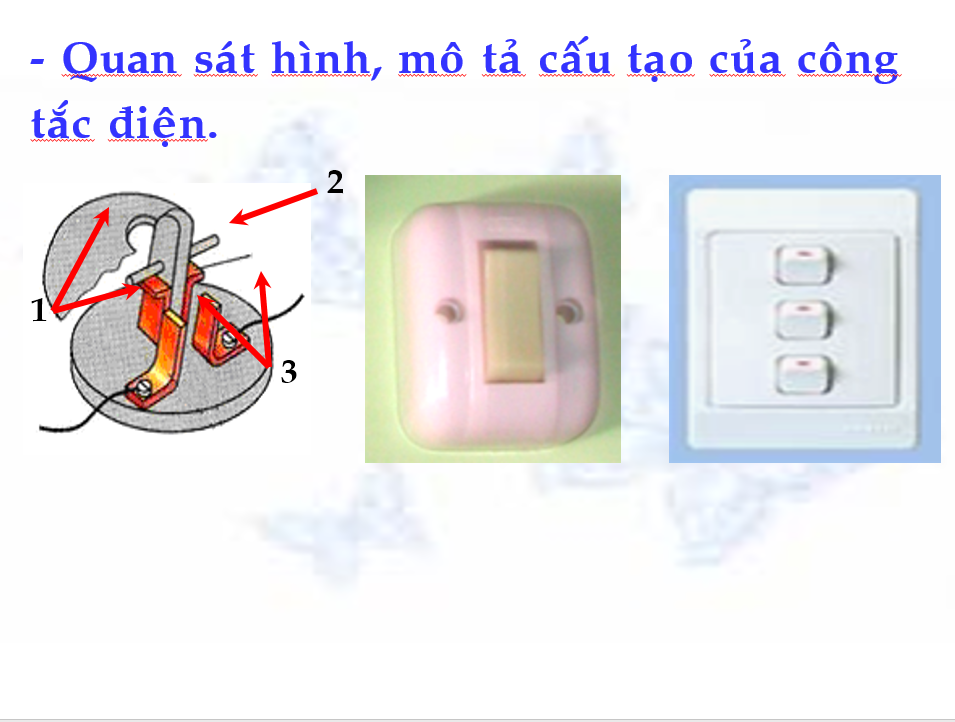 - Quan sát hình, mô tả cấu tạo của công
tắc điện.
2
1
3